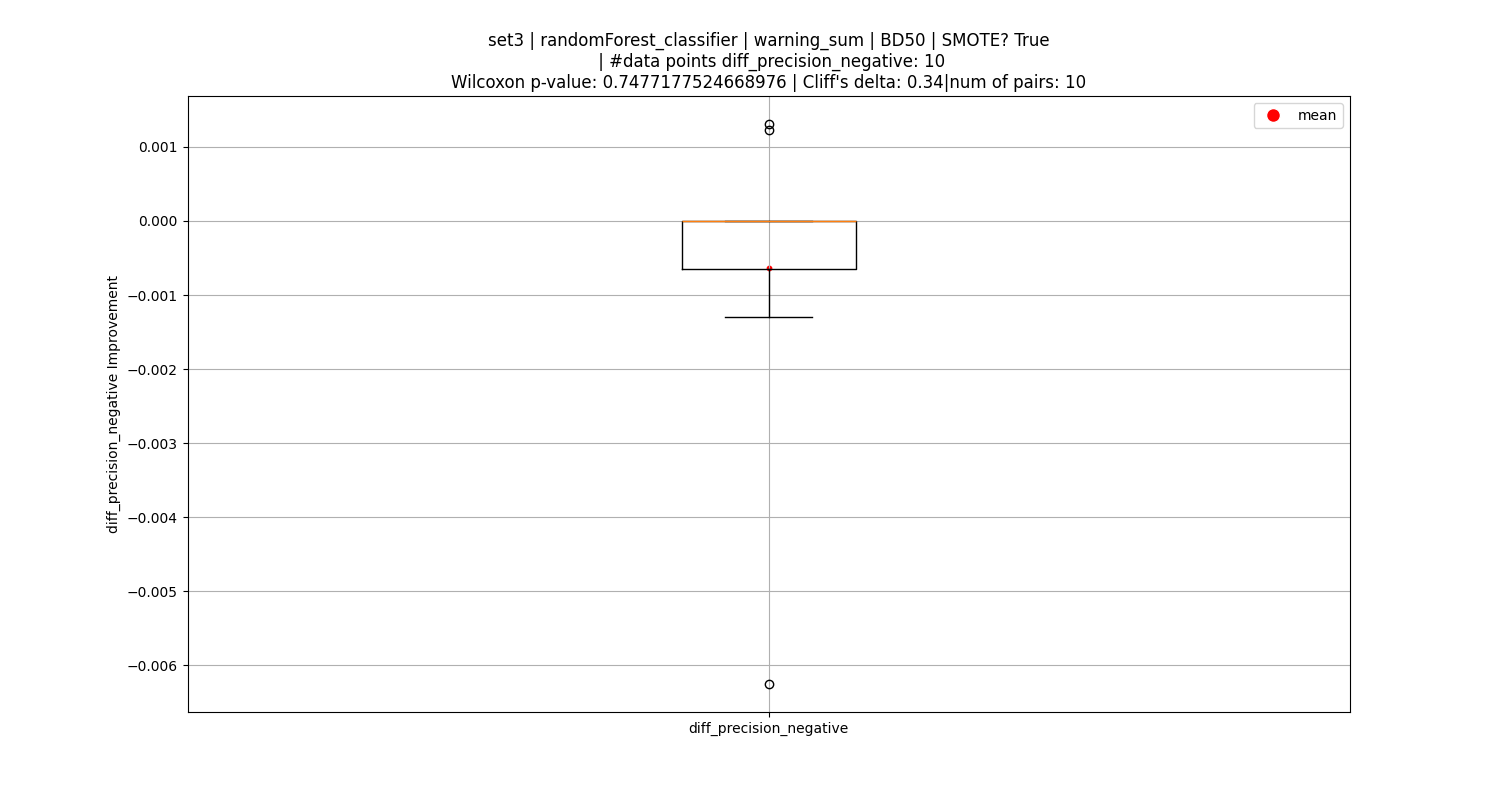 set3 | randomForest_classifier | warning_sum | BD50 | SMOTE? True
| #data points diff_precision_negative: 10
Wilcoxon p-value: 0.7477177524668976 | Cliff's delta: 0.34|num of pairs: 10
mean
0.001
0.000
−0.001
−0.002
−0.003
−0.004
−0.005
−0.006
diff_precision_negative Improvement
diff_precision_negative